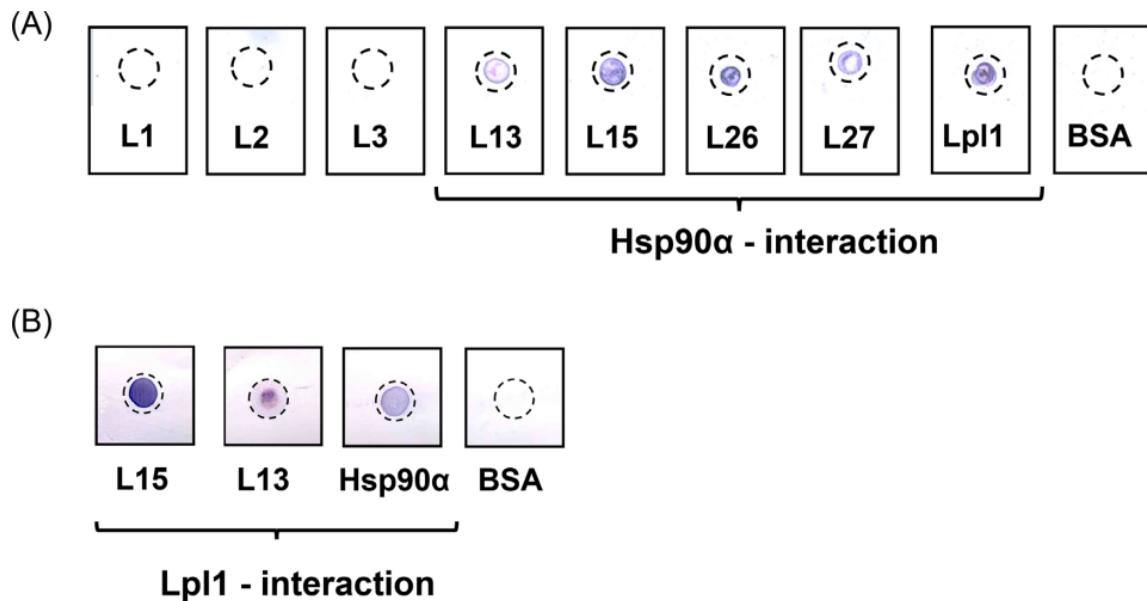 (A)
L1 L2 L3 L13 L15 L26 L27 Lpl1 BSA
Hsp90α - interaction
(B)
L15 L13 Hsp90α BSA
Lpl1 - interaction